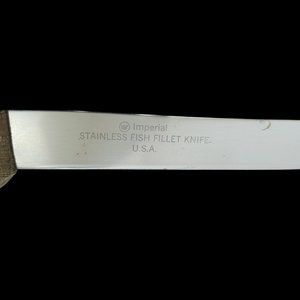 Imperial
STAINLESS FISH FILLET KNIFE
U.S.A.